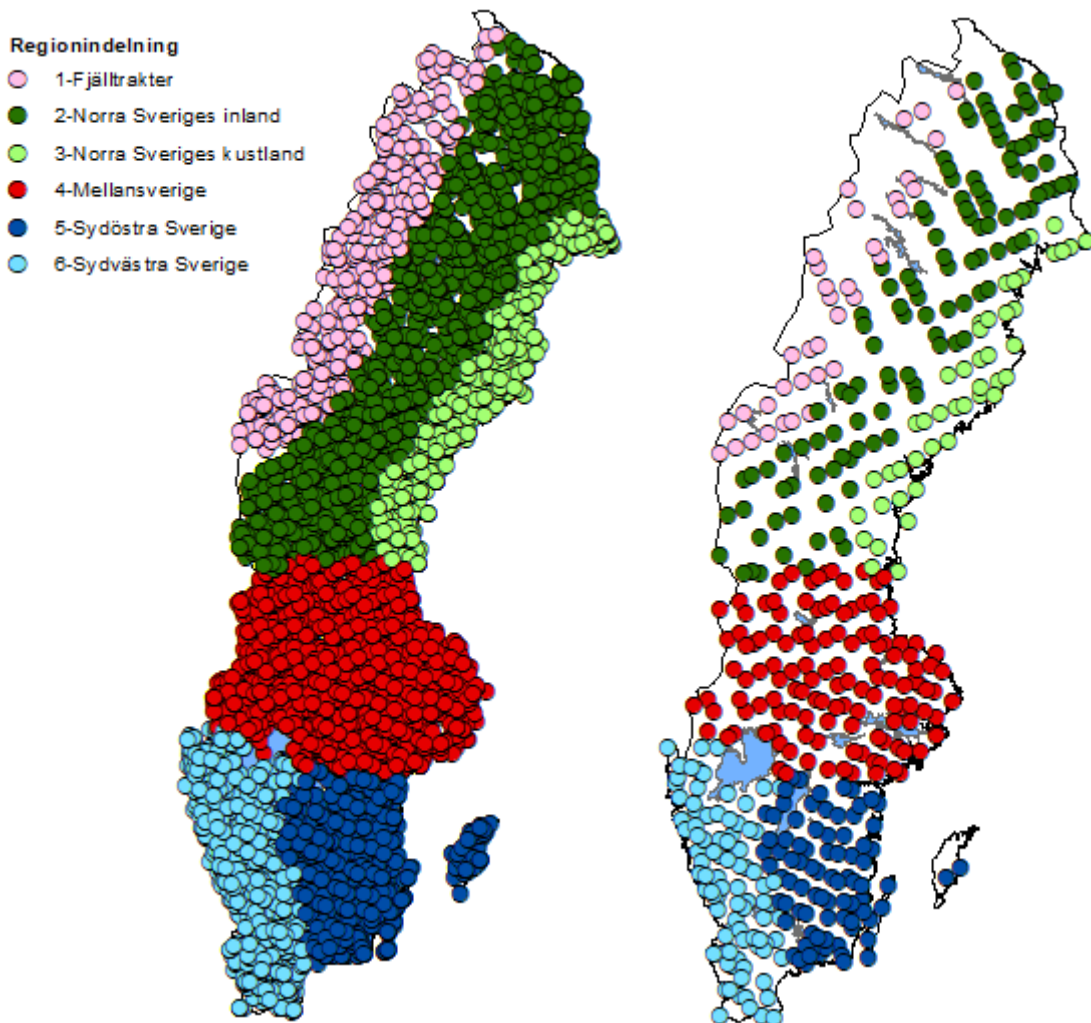 Regionindelning
1-Fjälltrakter
2-Norra Sveriges inland
3-Norra Sveriges kustland
4-Mellansverige
5-Sydöstra Sverige
6-Sydvästra Sverige